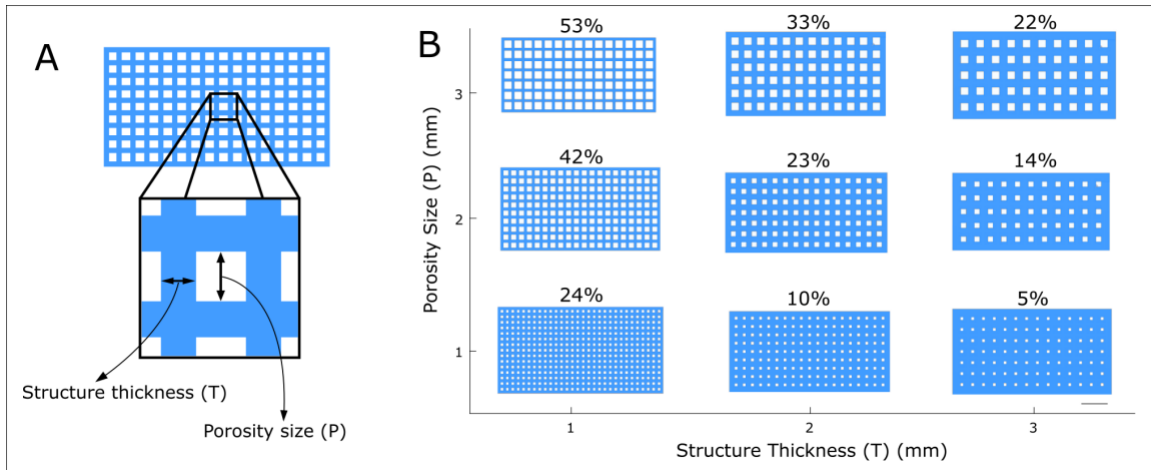 A
Structure thickness (T)
Porosity size (P)
B
53%
33%
22%
42%
23%
14%
24%
10%
5%
Porosity Size (P) (mm)
3
2
1
1
2
3
Structure Thickness (T) (mm)